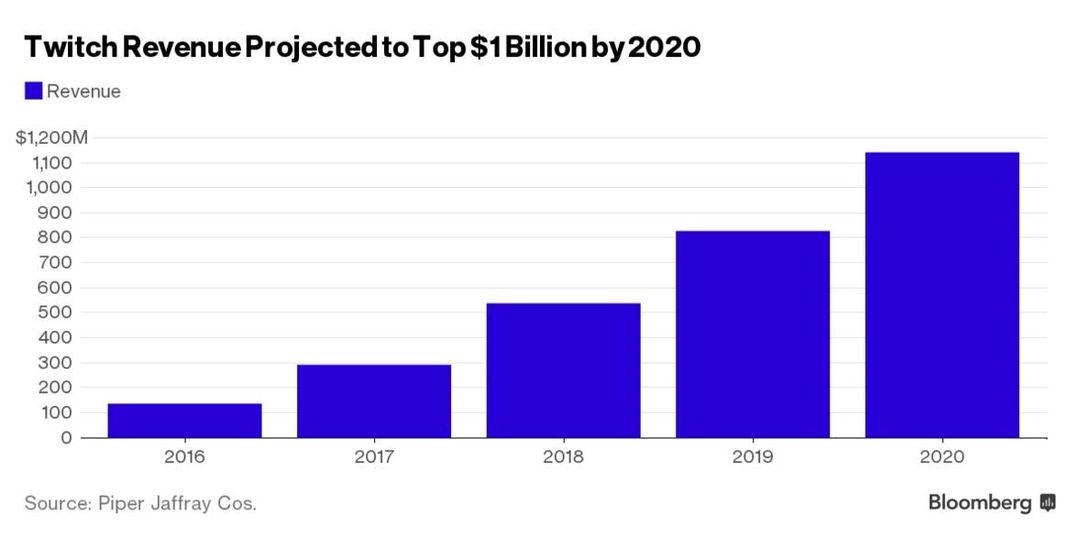 Twitch Revenue Projected to Top $1 Billion by 2020
Revenue
$1,200M
1,100
1,000
900
800
700
600
500
400
300
200
100
0
2016 2017 2018 2019 2020
Source: Piper Jaffray Cos.
Bloomberg